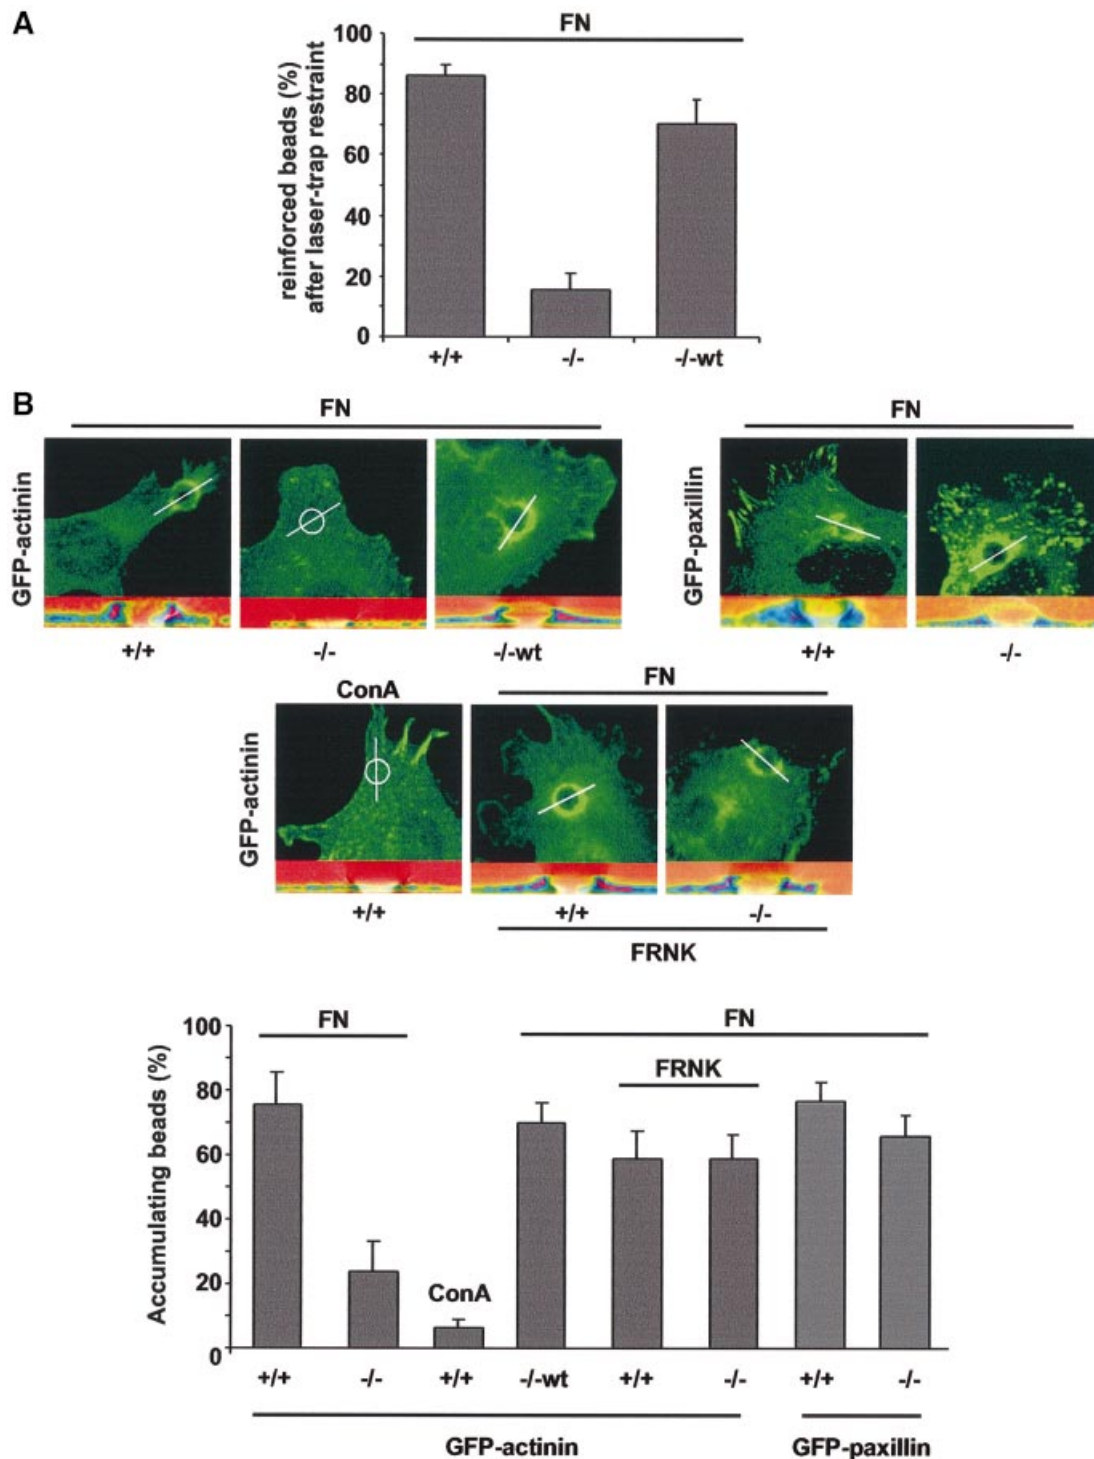 A
FN
reinforced beads (%)
after laser-trap restraint
100
80
60
40
20
0
+/+ -/- -/-wt
B
FN
FN
GFP-actinin
GFP-paxillin
+/+ -/- -/-wt
+/+ -/-
ConA
FN
GFP-actinin
+/+ +/+ -/-
FRNK
Accumulating beads (%)
100
80
60
40
20
0
FN
FN
FRNK
ConA
+/+ -/- +/+ -/-wt +/+ -/- +/+ -/-
GFP-actinin GFP-paxillin